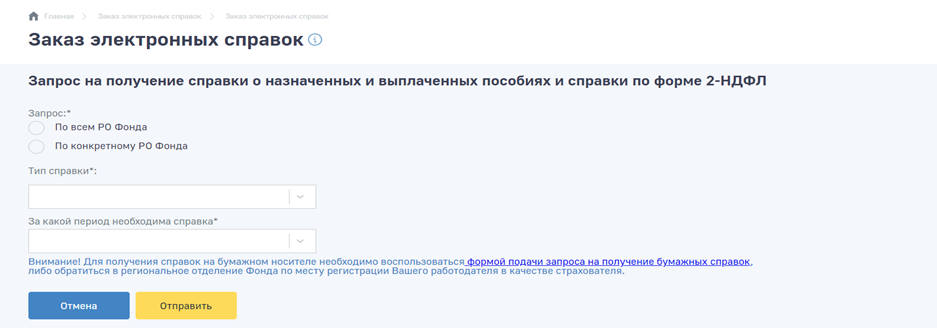 Главная Заказ электронных справок Заказ электронных справок
Заказ электронных справок
Запрос на получение справки о назначенных и выплаченных пособиях и справки по форме 2-НДФЛ
Запрос:*
По всем РО Фонда
По конкретному РО Фонда
Тип справки*:
За какой период необходима справка*
Внимание! Для получения справок на бумажном носителе необходимо воспользоваться формой подачи запроса на получение бумажных справок,
либо обратиться в региональное отделение Фонда по месту регистрации Вашего работодателя в качестве страхователя.
Отмена Отправить